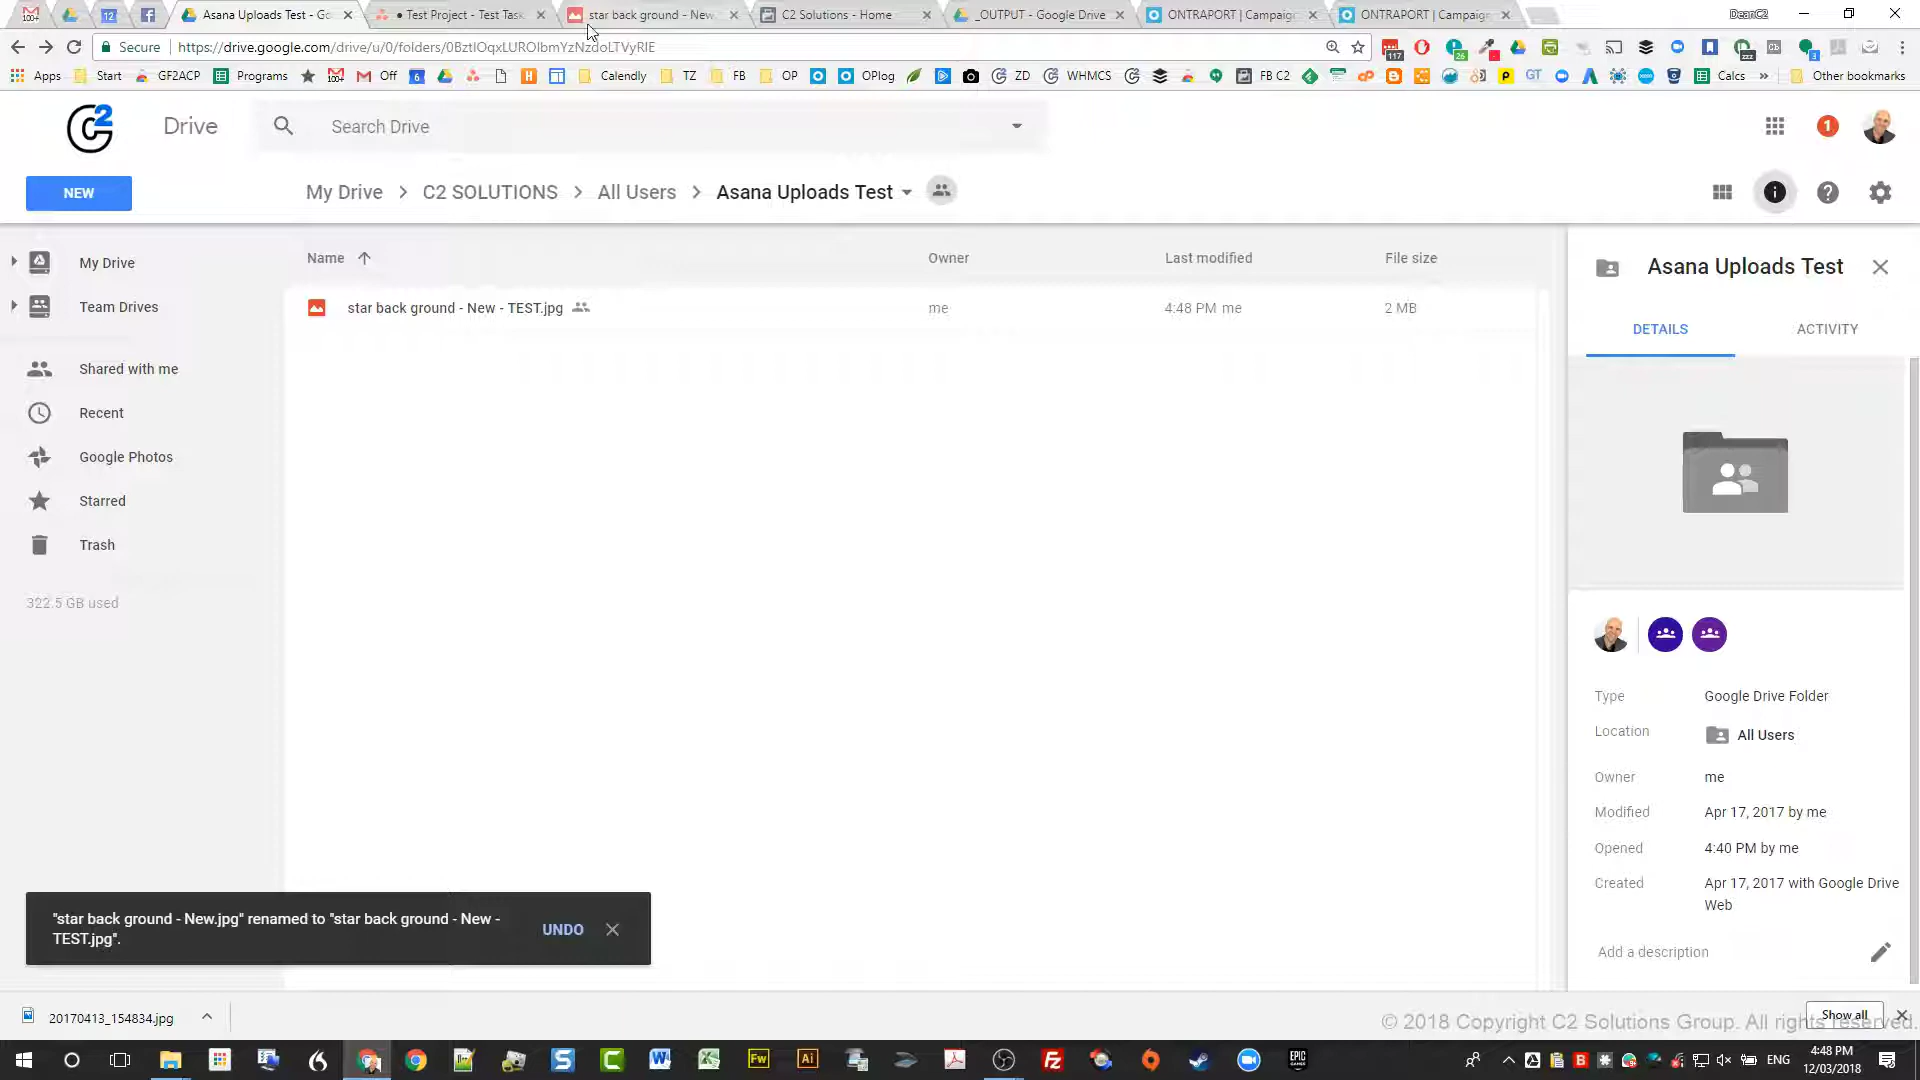 Asana Uploads Test - Go
• Test Project - Test Task
star back ground - New
C2 Solutions - Home
_OUTPUT - Google Drive
ONTRAPORT | Campaig
ONTRAPORT | Campaig
DeanC2
Secure
https://drive.google.com/drive/u/0/folders/0BztIOqxLUROlbmYzNzdoLTVyRlE
Apps
Start
GF2ACP
Programs
Off
Calendly
TZ
FB
OP
OPlog
ZD
WHMCS
FB C2
GT
Calcs
»
Other bookmarks
Drive
Search Drive
1
NEW
My Drive > C2 SOLUTIONS > All Users > Asana Uploads Test
My Drive
Team Drives
Shared with me
Recent
Google Photos
Starred
Trash
322.5 GB used
Name
Owner
Last modified
File size
star back ground - New - TEST.jpg
me
4:48 PM me
2 MB
Asana Uploads Test
DETAILS
ACTIVITY
Type
Google Drive Folder
Location
All Users
Owner
me
Modified
Apr 17, 2017 by me
Opened
4:40 PM by me
Created
Apr 17, 2017 with Google Drive
Web
Add a description
"star back ground - New.jpg" renamed to "star back ground - New -
TEST.jpg".
UNDO
20170413_154834.jpg
Show all
© 2018 Copyright C2 Solutions Group. All rights reserved.
ENG
4:48 PM
12/03/2018